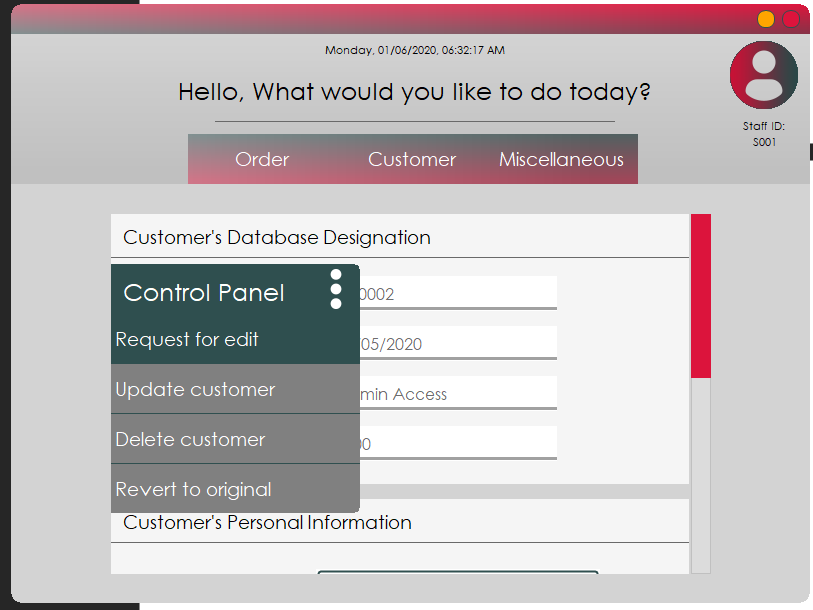 Monday, 01/06/2020, 06:32:17 AM
Hello, What would you like to do today?
Staff ID:
S001
Order Customer Miscellaneous
Customer's Database Designation
Control Panel
0002
Request for edit
/05/2020
Update customer
min Access
Delete customer
00
Revert to original
Customer's Personal Information